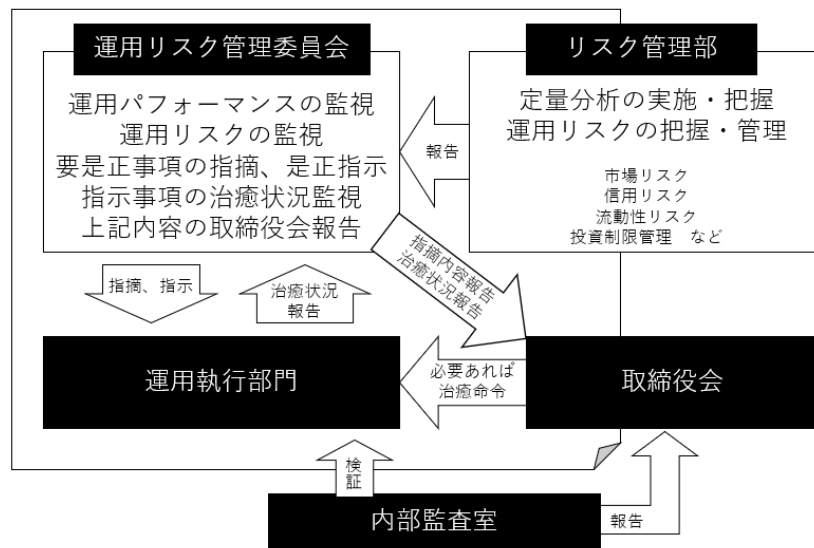 運用リスク管理委員会
運用パフォーマンスの監視
運用リスクの監視
要是正事項の指摘、是正指示
指示事項の治癒状況監視
上記内容の取締役会報告
リスク管理部
定量分析の実施・把握
運用リスクの把握・管理
市場リスク
信用リスク
流動性リスク
投資制限管理　など
報告
指摘内容報告
治癒状況報告
指摘、指示
治癒状況
報告
運用執行部門
必要あれば
治癒命令
取締役会
検証
内部監査室
報告